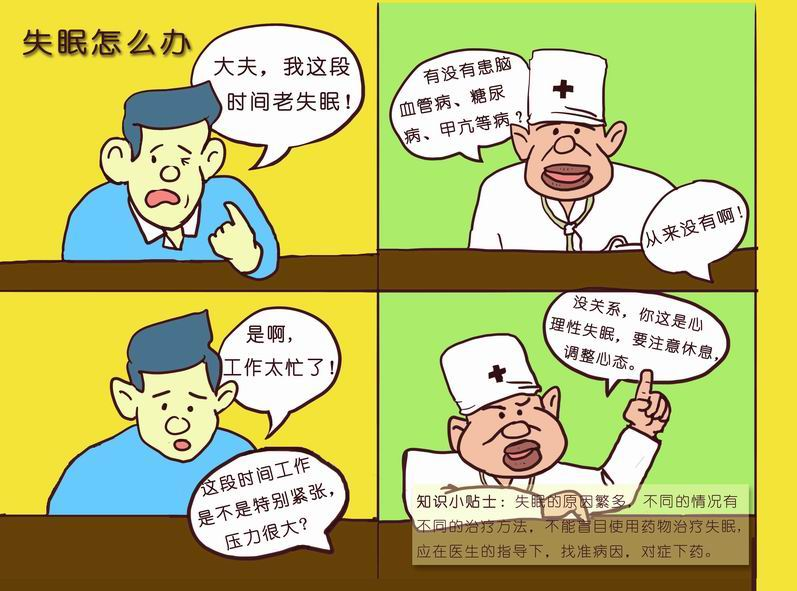 失眠怎么办
大夫，我这段
时间老失眠！
有没有患脑
血管病、糖尿
病、甲亢等病？
从来没有啊！
是啊，
工作太忙了！
这段时间工作
是不是特别紧张，
压力很大？
没关系，你这是心
理性失眠，要注意休息，
调整心态。
知识小贴士：失眠的原因繁多，不同的情况有
不同的治疗方法，不能盲目使用药物治疗失眠，
应在医生的指导下，找准病因，对症下药。